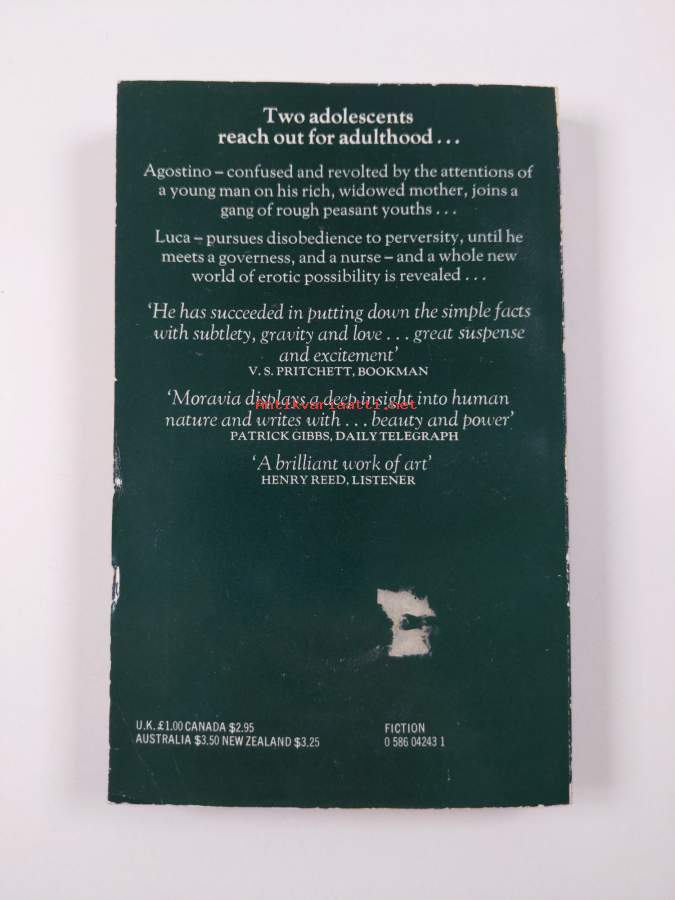 Two adolescents
reach out for adulthood...
Agostino – confused and revolted by the attentions of
a young man on his rich, widowed mother, joins a
gang of rough peasant youths...
Luca – pursues disobedience to perversity, until he
meets a governess, and a nurse – and a whole new
world of erotic possibility is revealed...
‘He has succeeded in putting down the simple facts
with subtlety, gravity and love... great suspense
and excitement’
V. S. PRITCHETT, BOOKMAN
‘Moravia displays a deep insight into human
Antikvariaatti.net
nature and writes with... beauty and power’
PATRICK GIBBS, DAILY TELEGRAPH
‘A brilliant work of art’
HENRY REED, LISTENER
U.K. £1.00 CANADA $2.95
AUSTRALIA $3.50 NEW ZEALAND $3.25
FICTION
0 586 04243 1